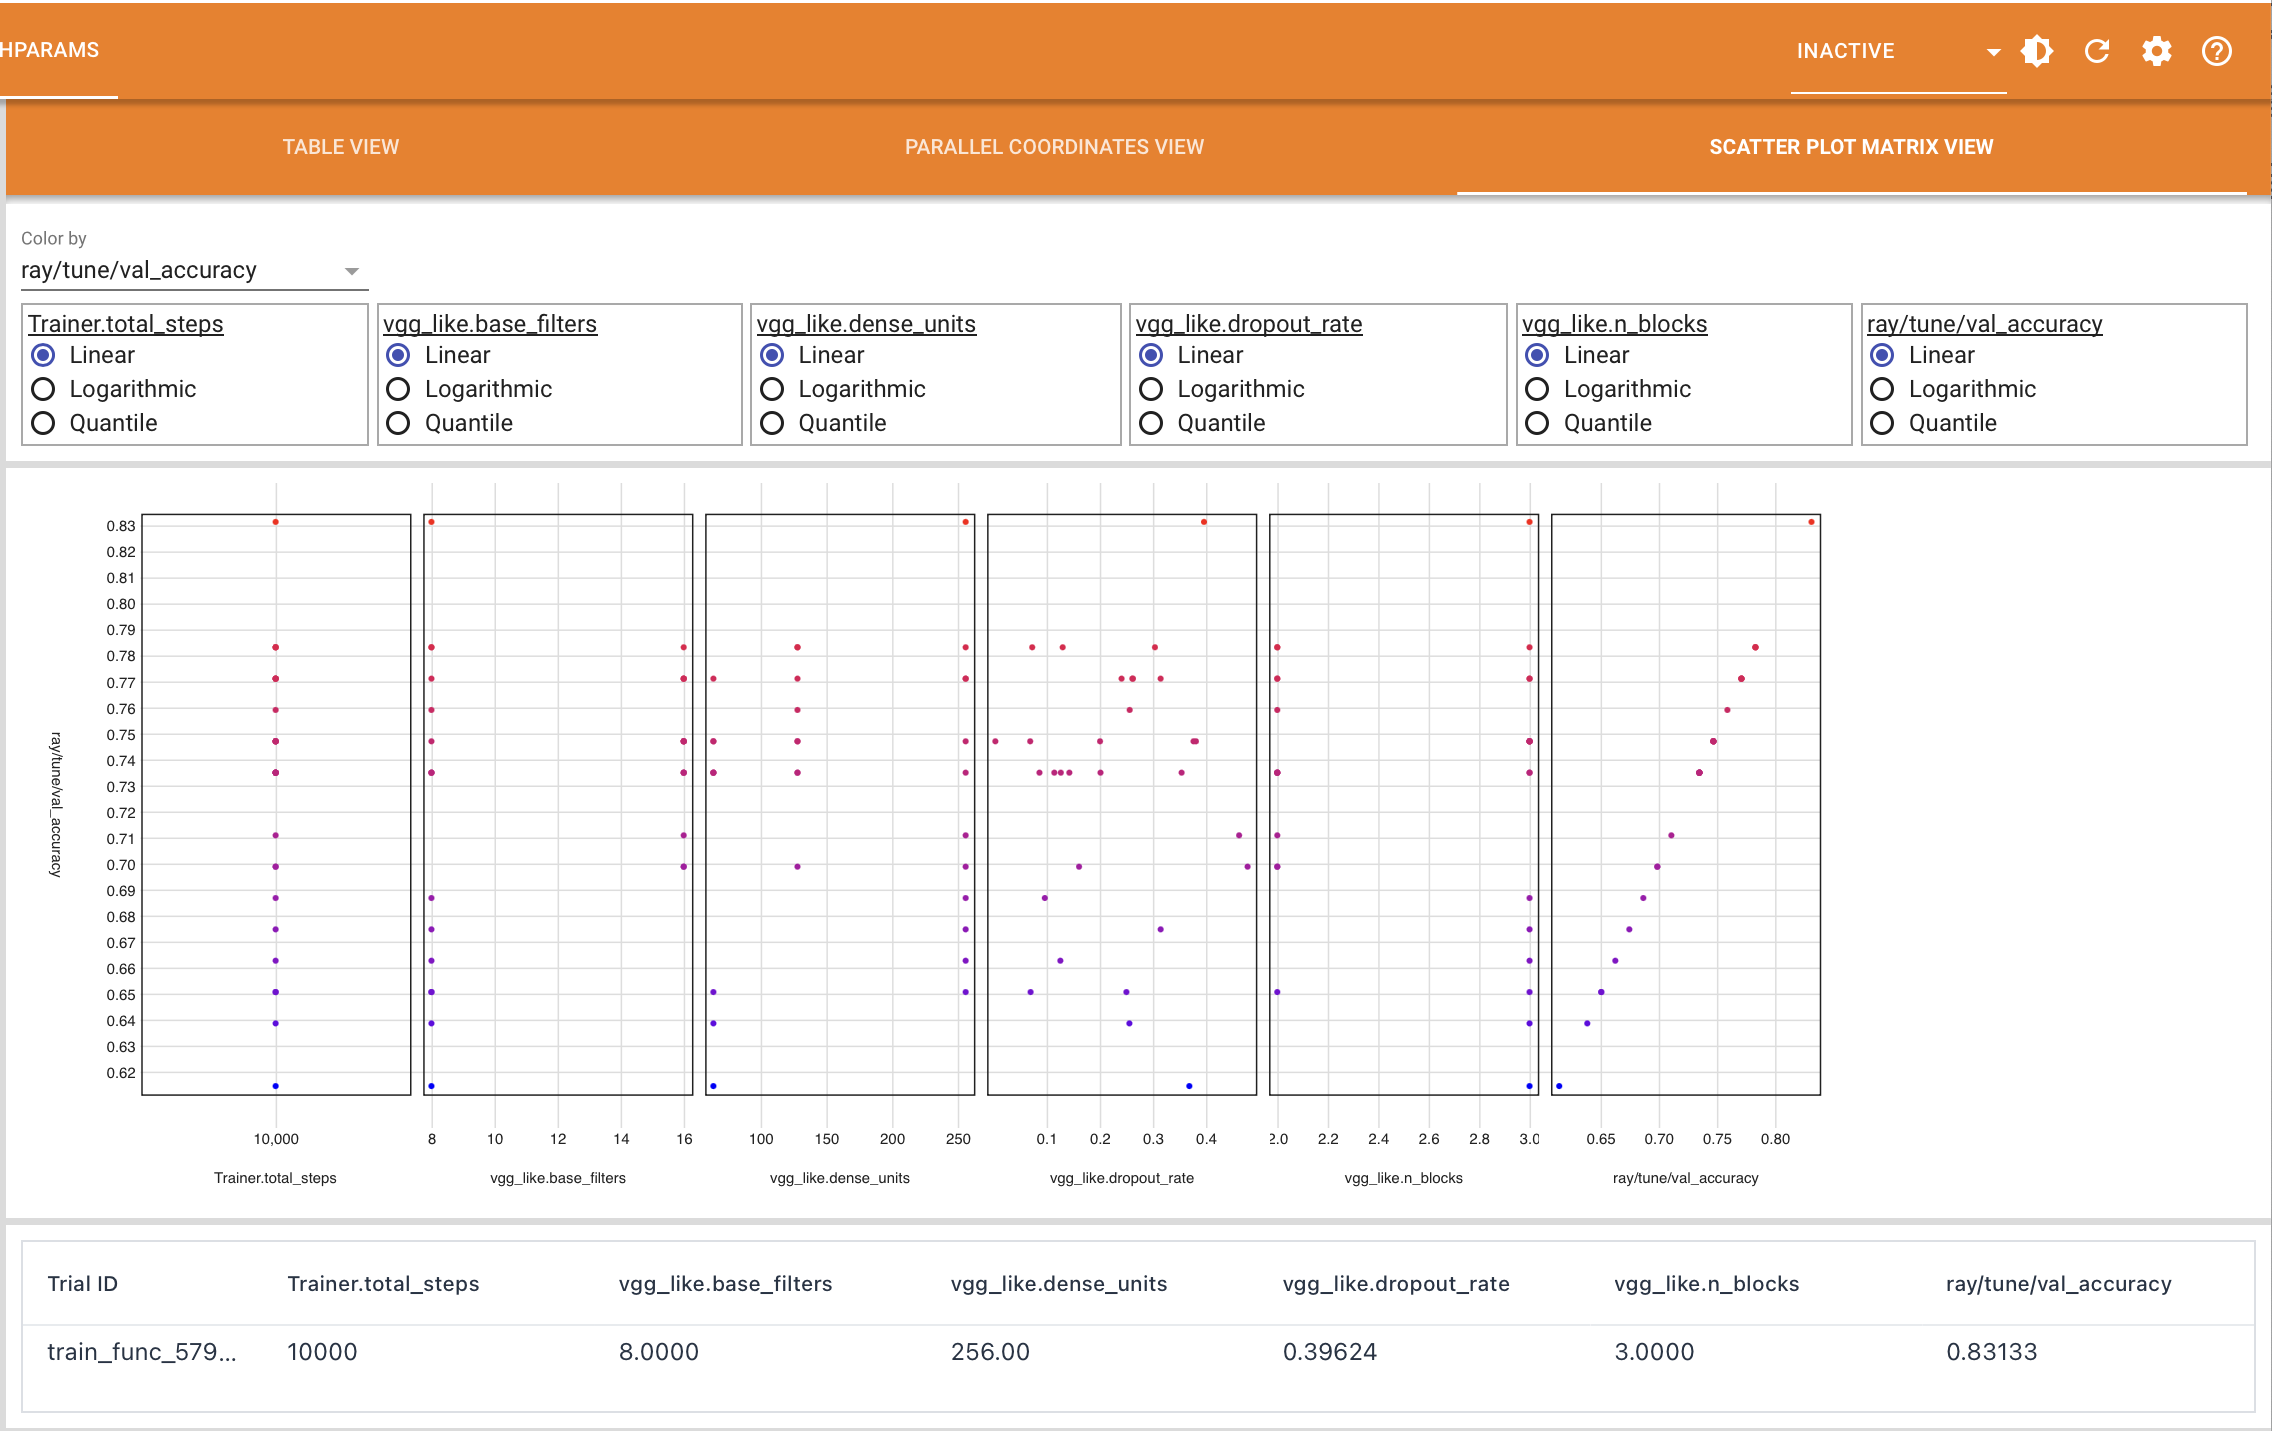 HPARAMS
INACTIVE
TABLE VIEW PARALLEL COORDINATES VIEW SCATTER PLOT MATRIX VIEW
Color by
ray/tune/val_accuracy
Trainer.total_steps vgg_like.base_filters vgg_like.dense_units vgg_like.dropout_rate vgg_like.n_blocks ray/tune/val_accuracy
Linear Linear Linear Linear Linear Linear
Logarithmic Logarithmic Logarithmic Logarithmic Logarithmic Logarithmic
Quantile Quantile Quantile Quantile Quantile Quantile
0.83
0.82
0.81
0.80
0.79
0.78
0.77
0.76
0.75
0.74
0.73
0.72
0.71
0.70
0.69
0.68
0.67
0.66
0.65
0.64
0.63
0.62
ray/tune/val_accuracy
10,000 8 10 12 14 16 100 150 200 250 0.1 0.2 0.3 0.4 2.0 2.2 2.4 2.6 2.8 3.0 0.65 0.70 0.75 0.80
Trainer.total_steps vgg_like.base_filters vgg_like.dense_units vgg_like.dropout_rate vgg_like.n_blocks ray/tune/val_accuracy
Trial ID Trainer.total_steps vgg_like.base_filters vgg_like.dense_units vgg_like.dropout_rate vgg_like.n_blocks ray/tune/val_accuracy
train_func_579... 10000 8.0000 256.00 0.39624 3.0000 0.83133